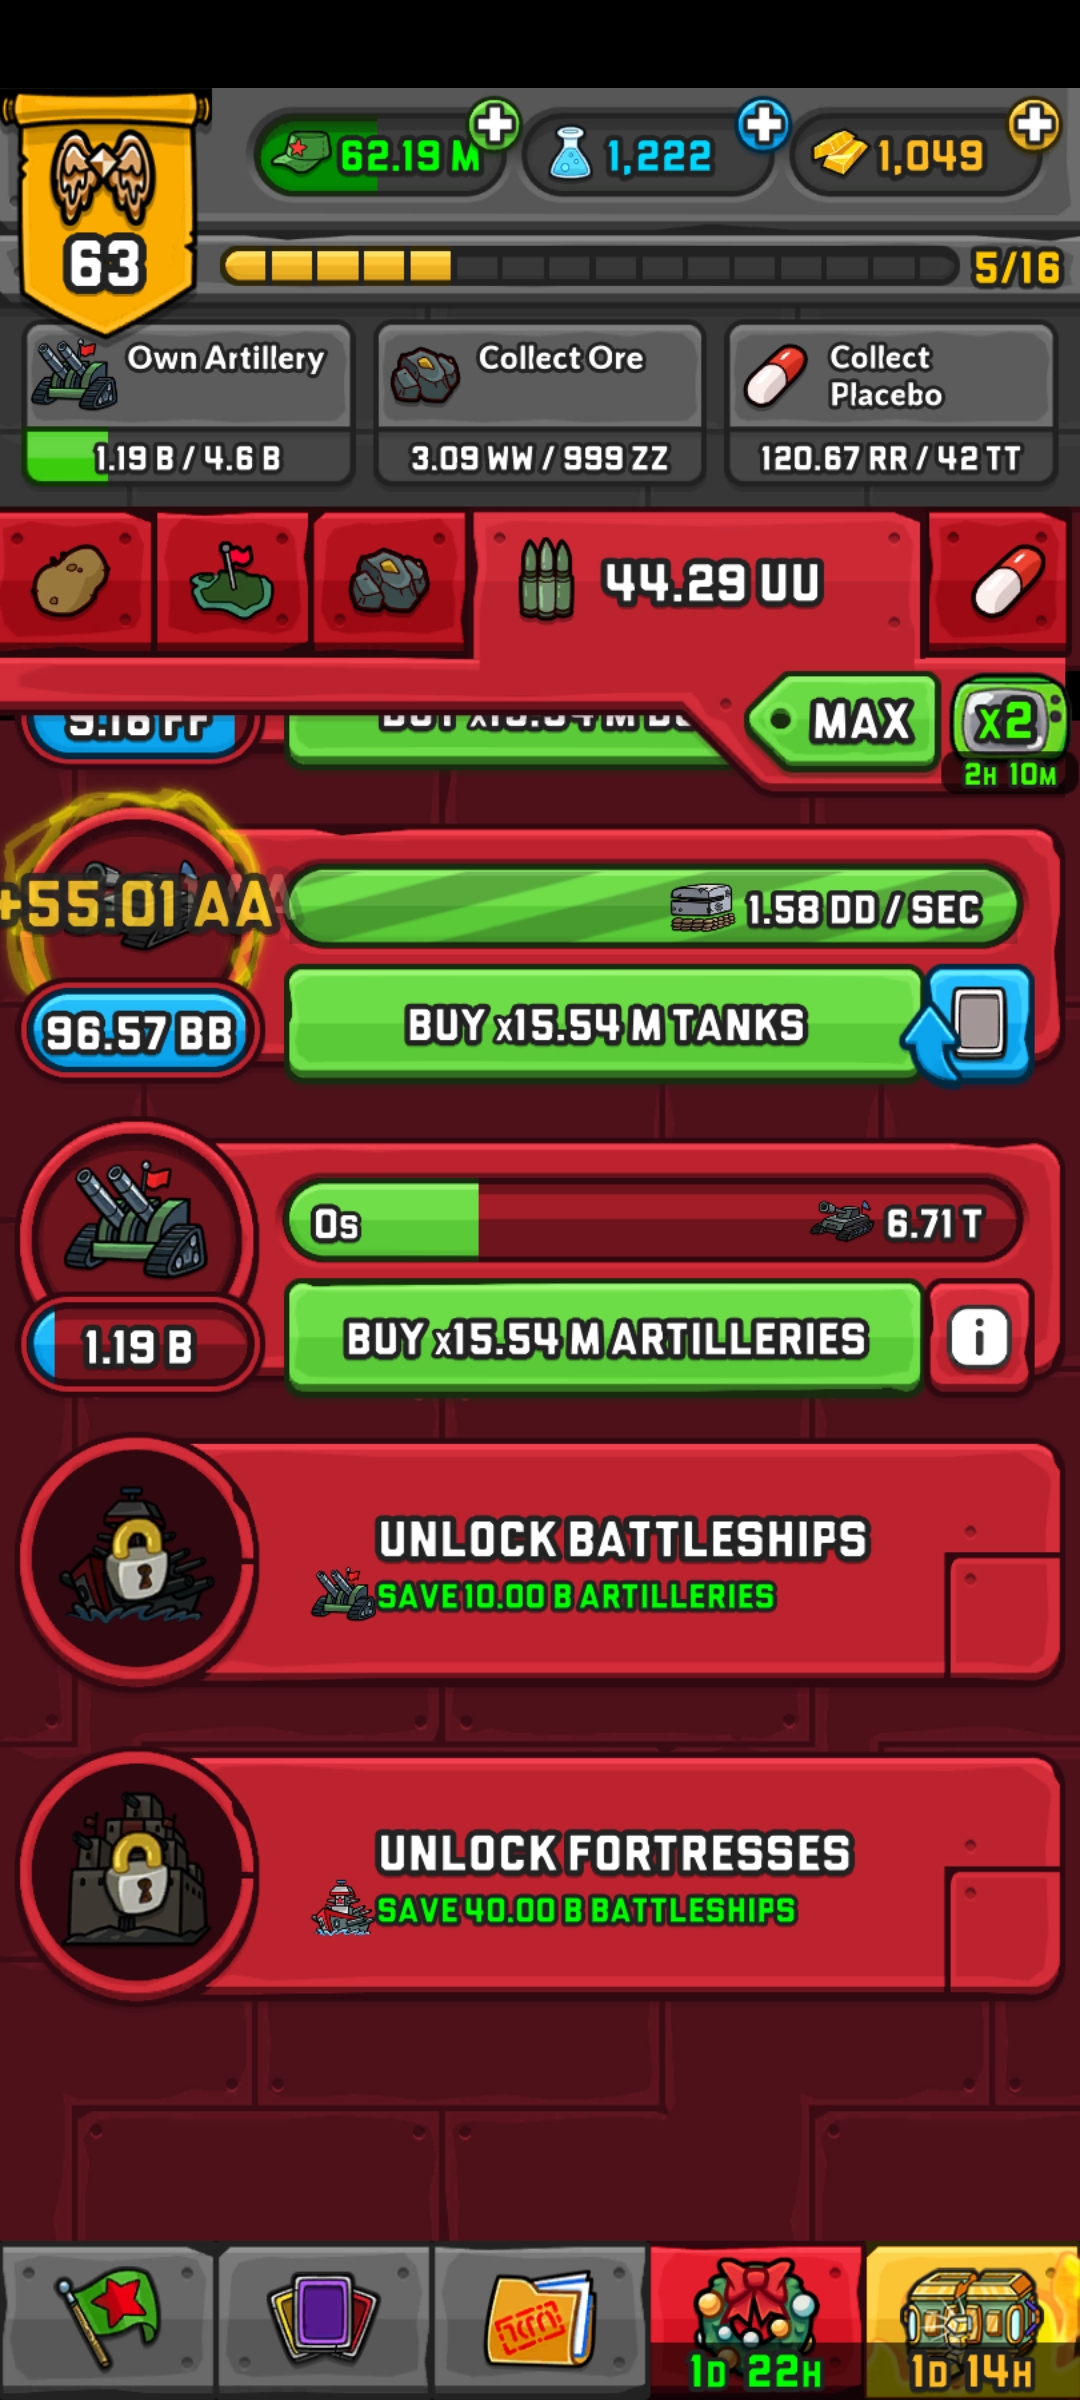 62.19 M
1,222
1,049
63
5/16
Own Artillery
Collect Ore
Collect
Placebo
1.19 B / 4.6 B
3.09 WW / 999 ZZ
120.67 RR / 42 TT
44.29 UU
MAX
x2
2H 10M
+55.01 AA
1.58 DD / SEC
96.57 BB
BUY x15.54 M TANKS
0s
6.71 T
1.19 B
BUY x15.54 M ARTILLERIES
i
UNLOCK BATTLESHIPS
SAVE 10.00 B ARTILLERIES
UNLOCK FORTRESSES
SAVE 40.00 B BATTLESHIPS
1D 22H
1D 14H